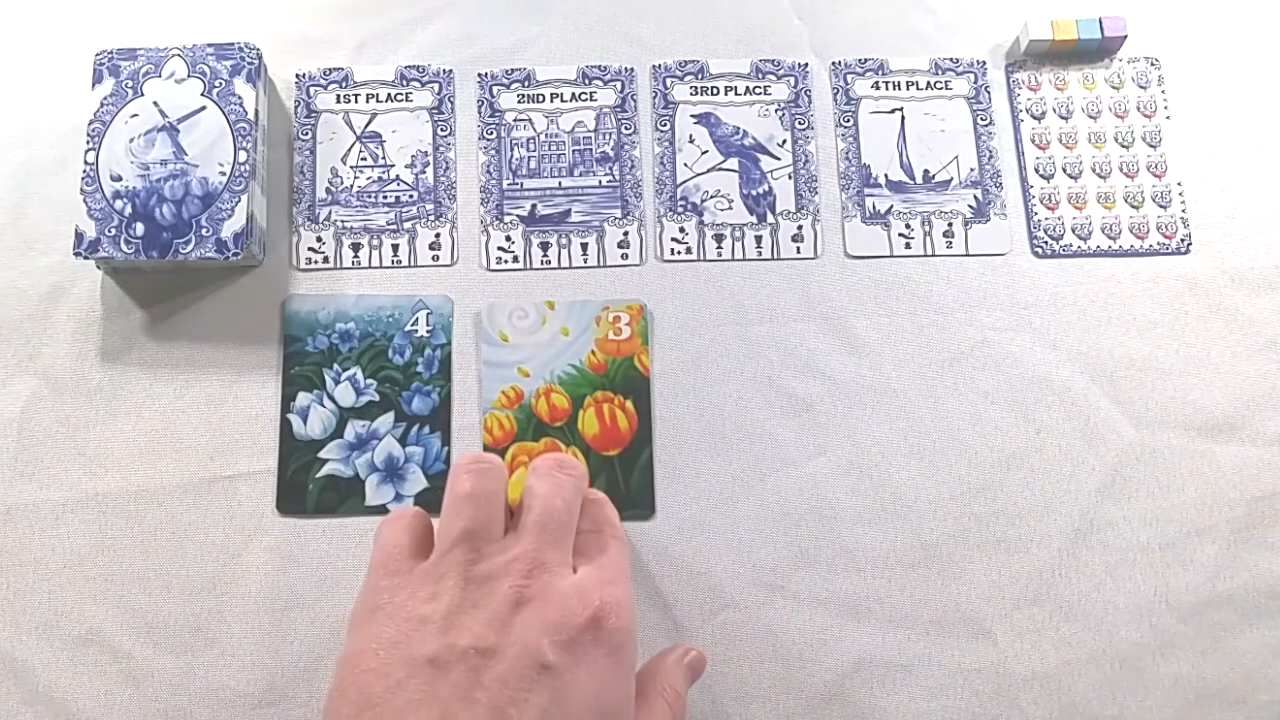 1ST PLACE
3+ 15 10 0
2ND PLACE
2+ 10 7 0
3RD PLACE
1+ 5 3 1
4TH PLACE
2
1 2 3 4 5
6 7 8 9 10
11 12 13 14 15
16 17 18 19 20
21 22 23 24 25
26 27 28 29 30
4
3